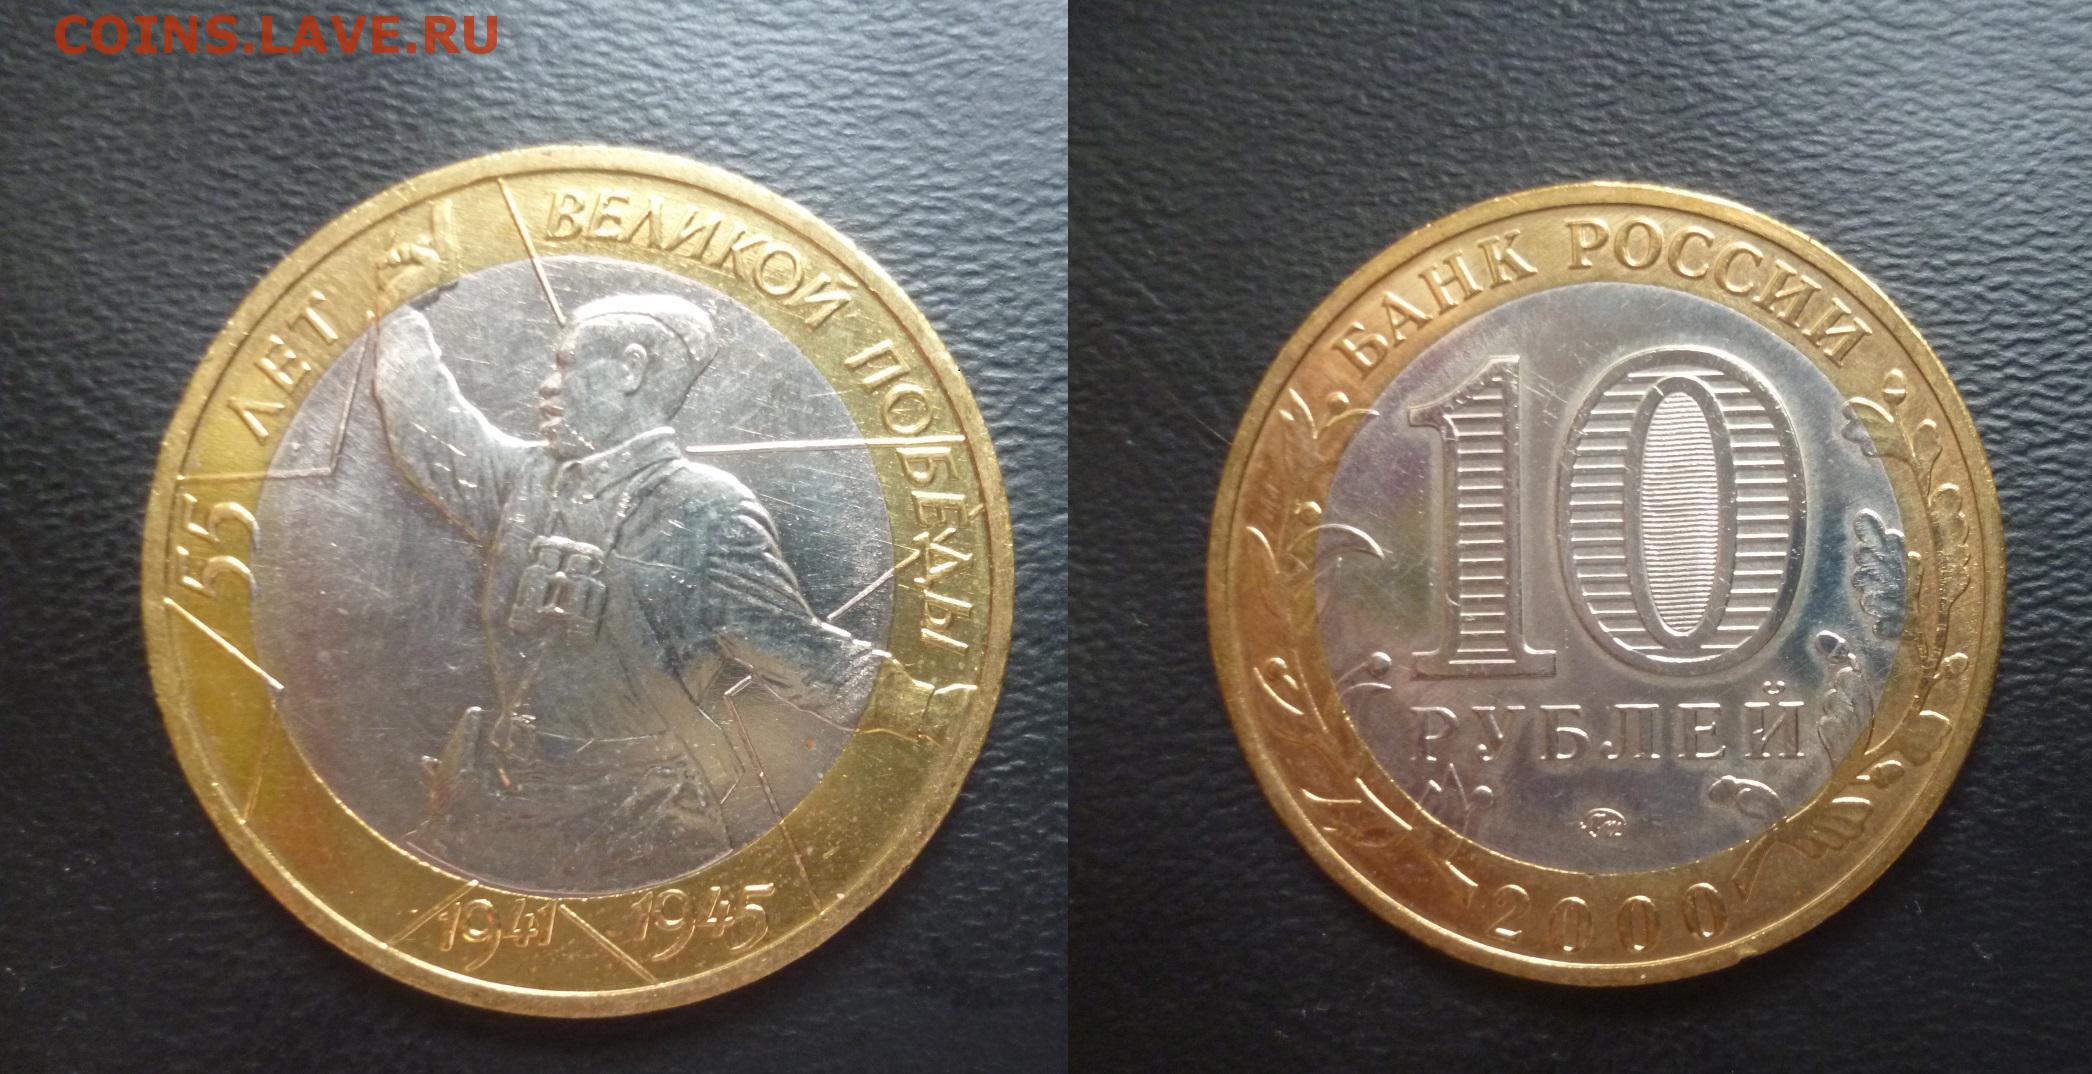 COINS.LAVE.RU
55 ЛЕТ ВЕЛИКОЙ ПОБЕДЫ
1941 1945
БАНК РОССИИ
10
РУБЛЕЙ
2000